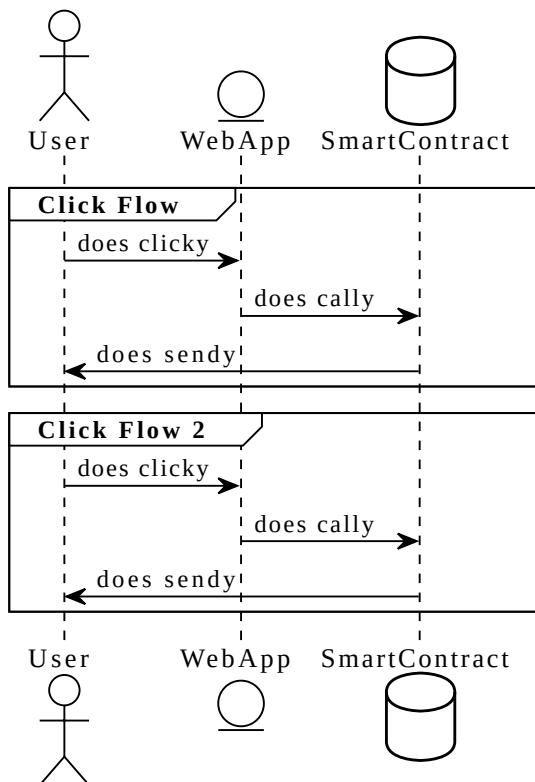 User WebApp SmartContract
Click Flow
does clicky
does cally
does sendy
Click Flow 2
does clicky
does cally
does sendy
User WebApp SmartContract